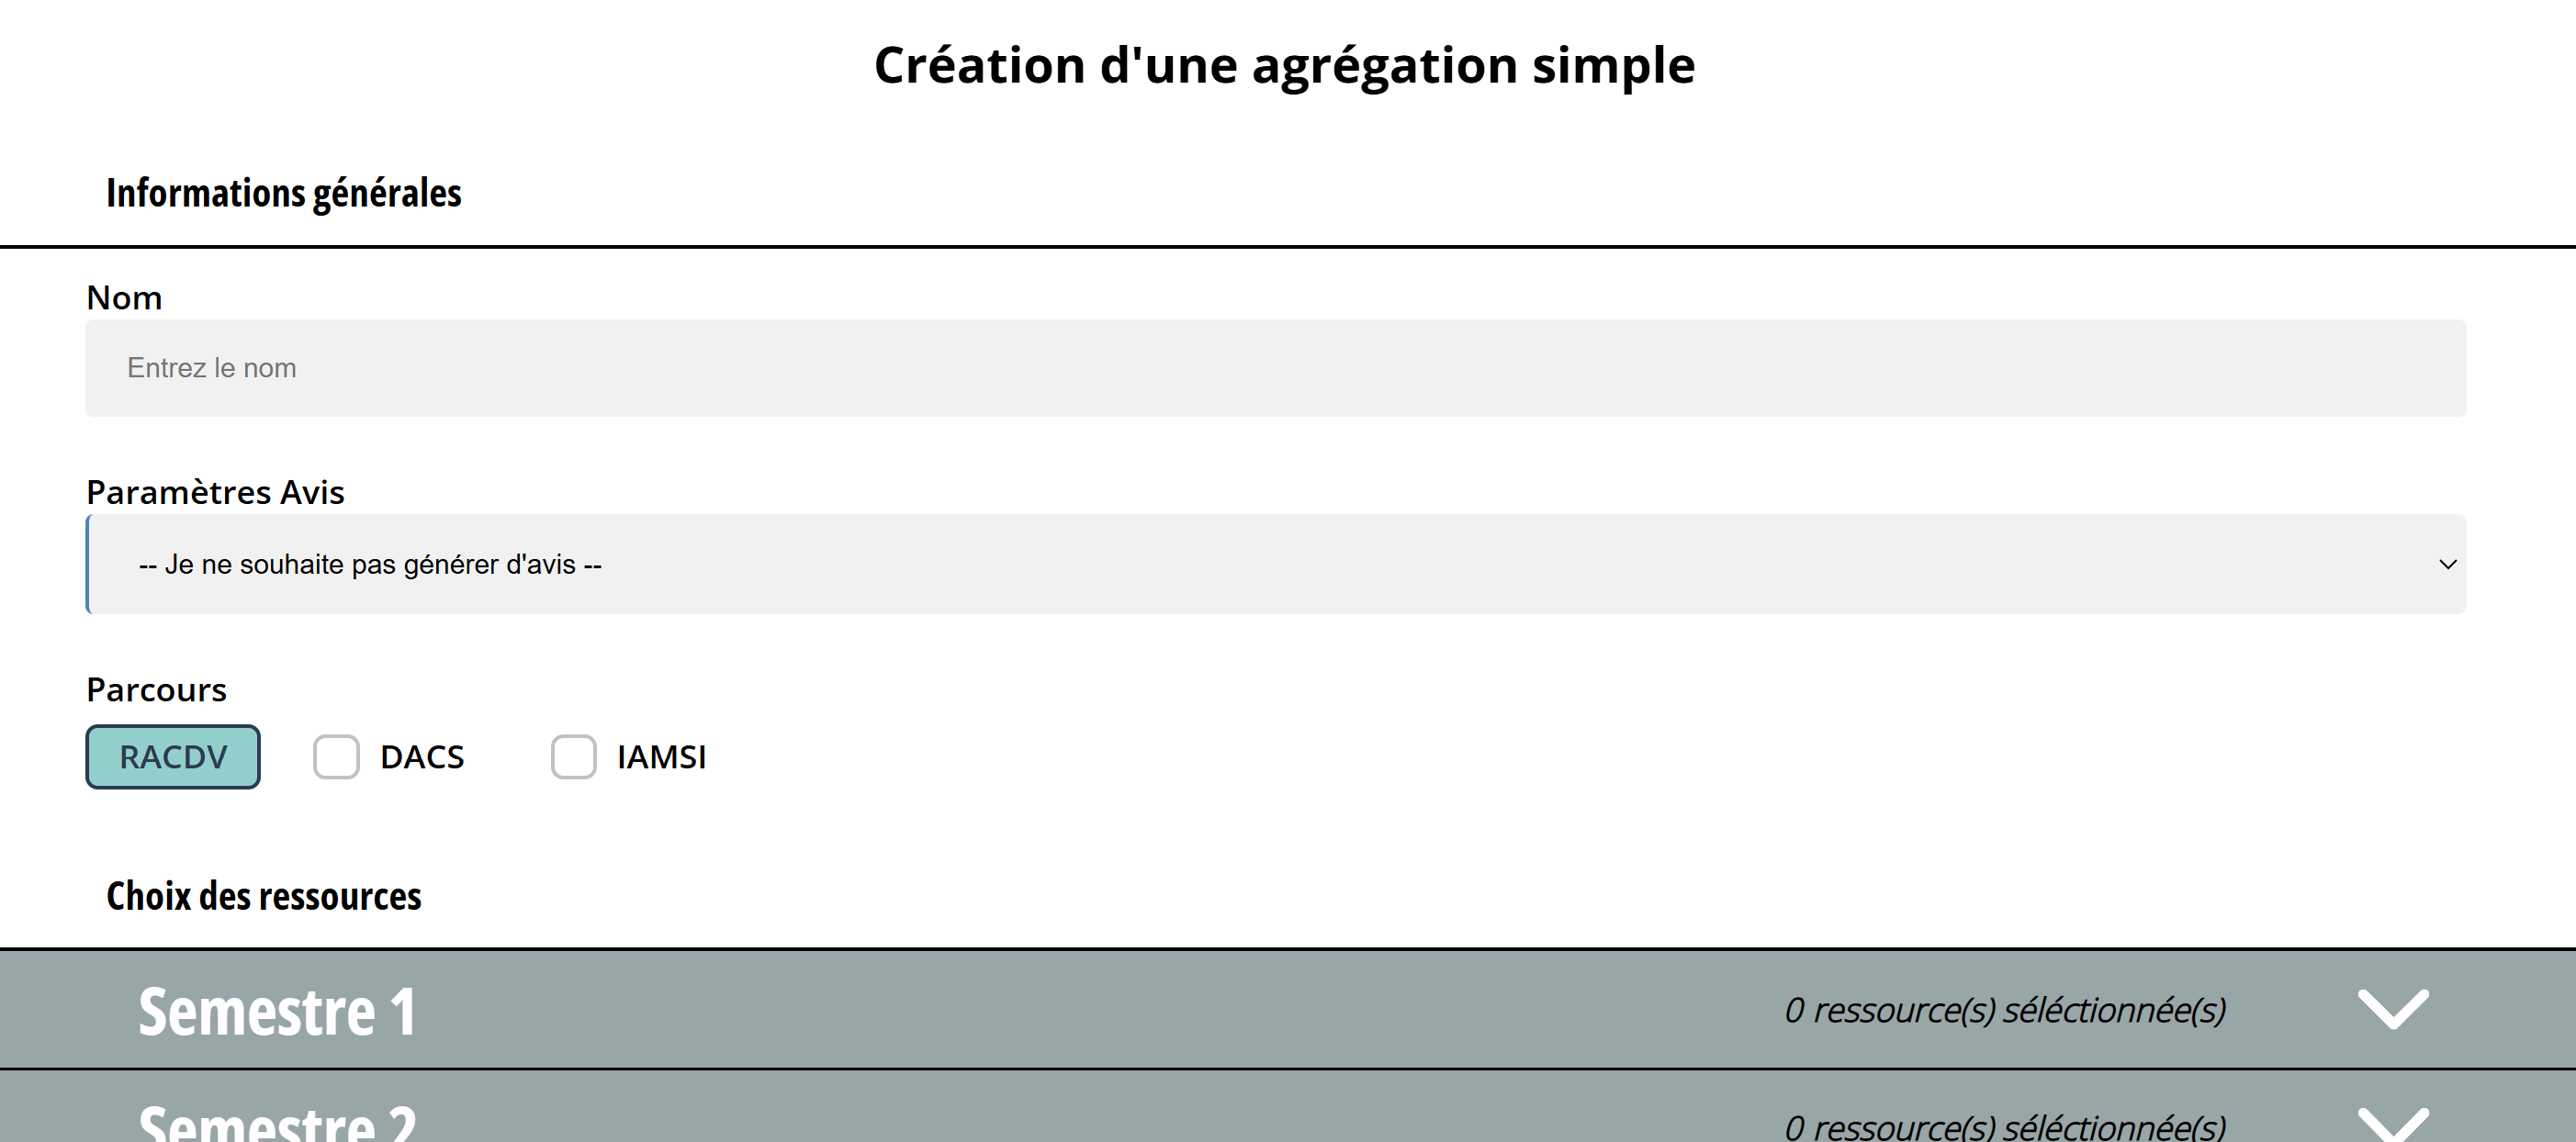 Création d'une agrégation simple
Informations générales
Nom
Entrez le nom
Paramètres Avis
-- Je ne souhaite pas générer d'avis --
Parcours
RACDV DACS IAMSI
Choix des ressources
Semestre 1 0 ressource(s) séléctionnée(s)
Semestre 2 0 ressource(s) séléctionnée(s)